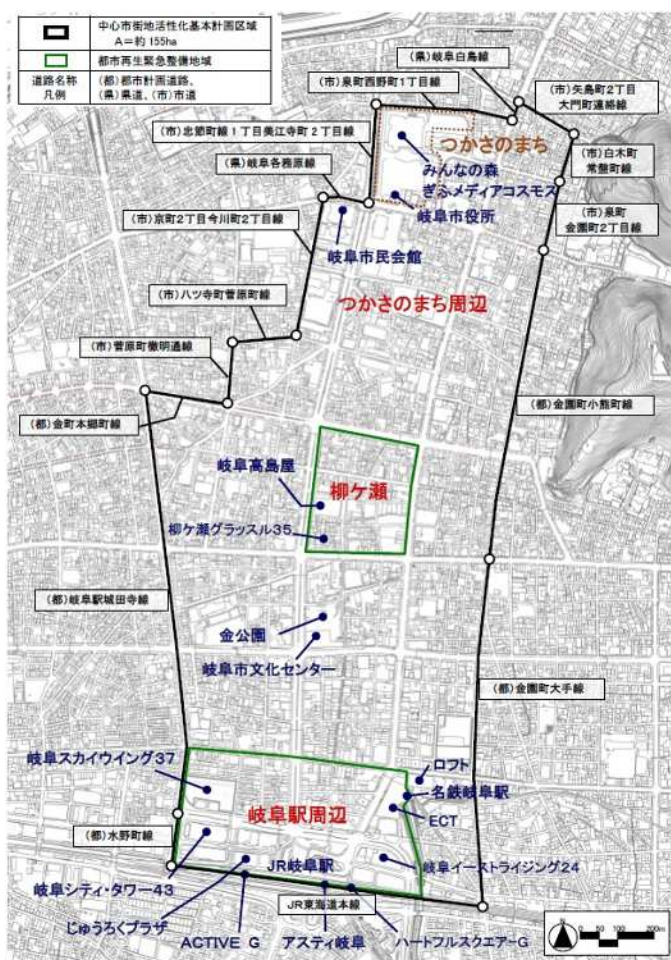 中心市街地活性化基本計画区域
A=約 155ha
都市再生緊急整備地域
道路名称
凡例
(都)都市計画道路、
(県)県道、(市)市道
(県)岐阜白鳥線
(市)泉町西野町1丁目線
(市)矢島町2丁目
大門町連絡線
(市)忠節町線1丁目美江寺町2丁目線
つかさのまち
(市)白木町
常盤町線
みんなの森
ぎふメディアコスモス
(県)岐阜各務原線
岐阜市役所
(市)京町2丁目今川町2丁目線
(市)泉町
金園町2丁目線
岐阜市民会館
(市)八ツ寺町菅原町線
つかさのまち周辺
(市)菅原町徹明通線
(都)金町本郷町線
(都)金園町小熊町線
岐阜高島屋
柳ケ瀬
柳ケ瀬グラッスル35
(都)岐阜駅城田寺線
金公園
岐阜市文化センター
(都)金園町大手線
岐阜スカイウイング37
ロフト
名鉄岐阜駅
岐阜駅周辺
ECT
(都)水野町線
JR岐阜駅
岐阜イーストライジング24
岐阜シティ・タワー43
じゅうろくプラザ
JR東海道本線
ACTIVE G
アスティ岐阜
ハートフルスクエアーG
N
0 50 100 200m